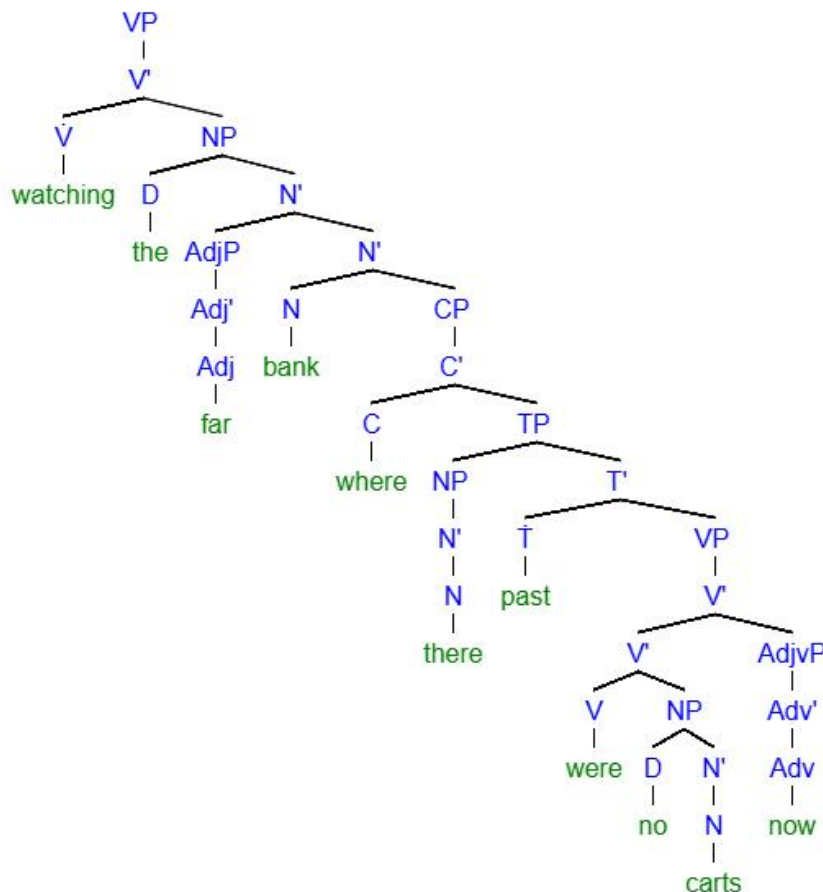 VP
V'
V NP
watching D N'
the AdjP N'
Adj' N CP
Adj bank C'
far C TP
where NP T'
N' T VP
N past V'
there V' AdjvP
V NP Adv'
were D N' Adv
no N now
carts